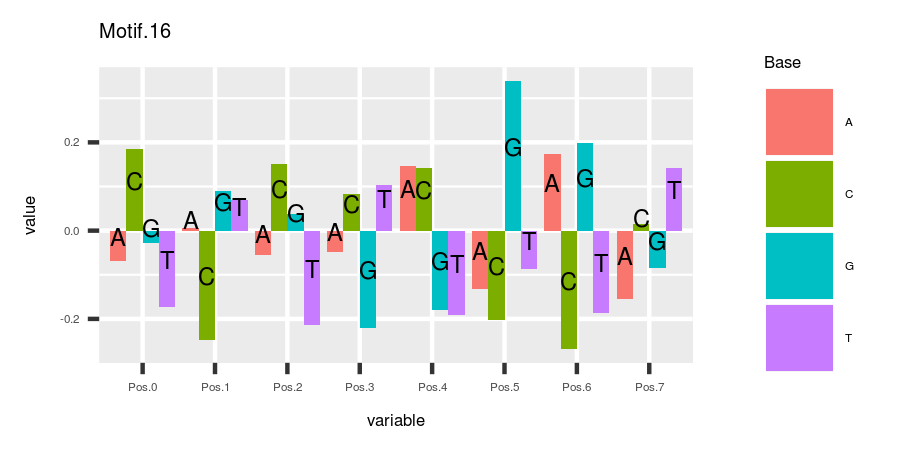 Motif.16
Base
A
C
G
T
value
0.2
0.0
-0.2
A C G T
A C G T
A C G T
A C G T
A C G T
A C G T
A C G T
A C G T
Pos.0 Pos.1 Pos.2 Pos.3 Pos.4 Pos.5 Pos.6 Pos.7
variable